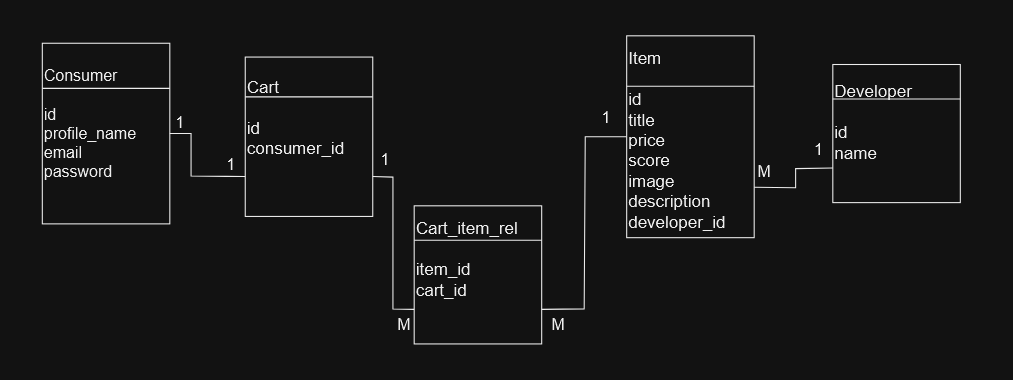 Consumer
id
profile_name
email
password
1
1
Cart
id
consumer_id
1
M
Cart_item_rel
item_id
cart_id
M
1
Item
id
title
price
score
image
description
developer_id
M
1
Developer
id
name